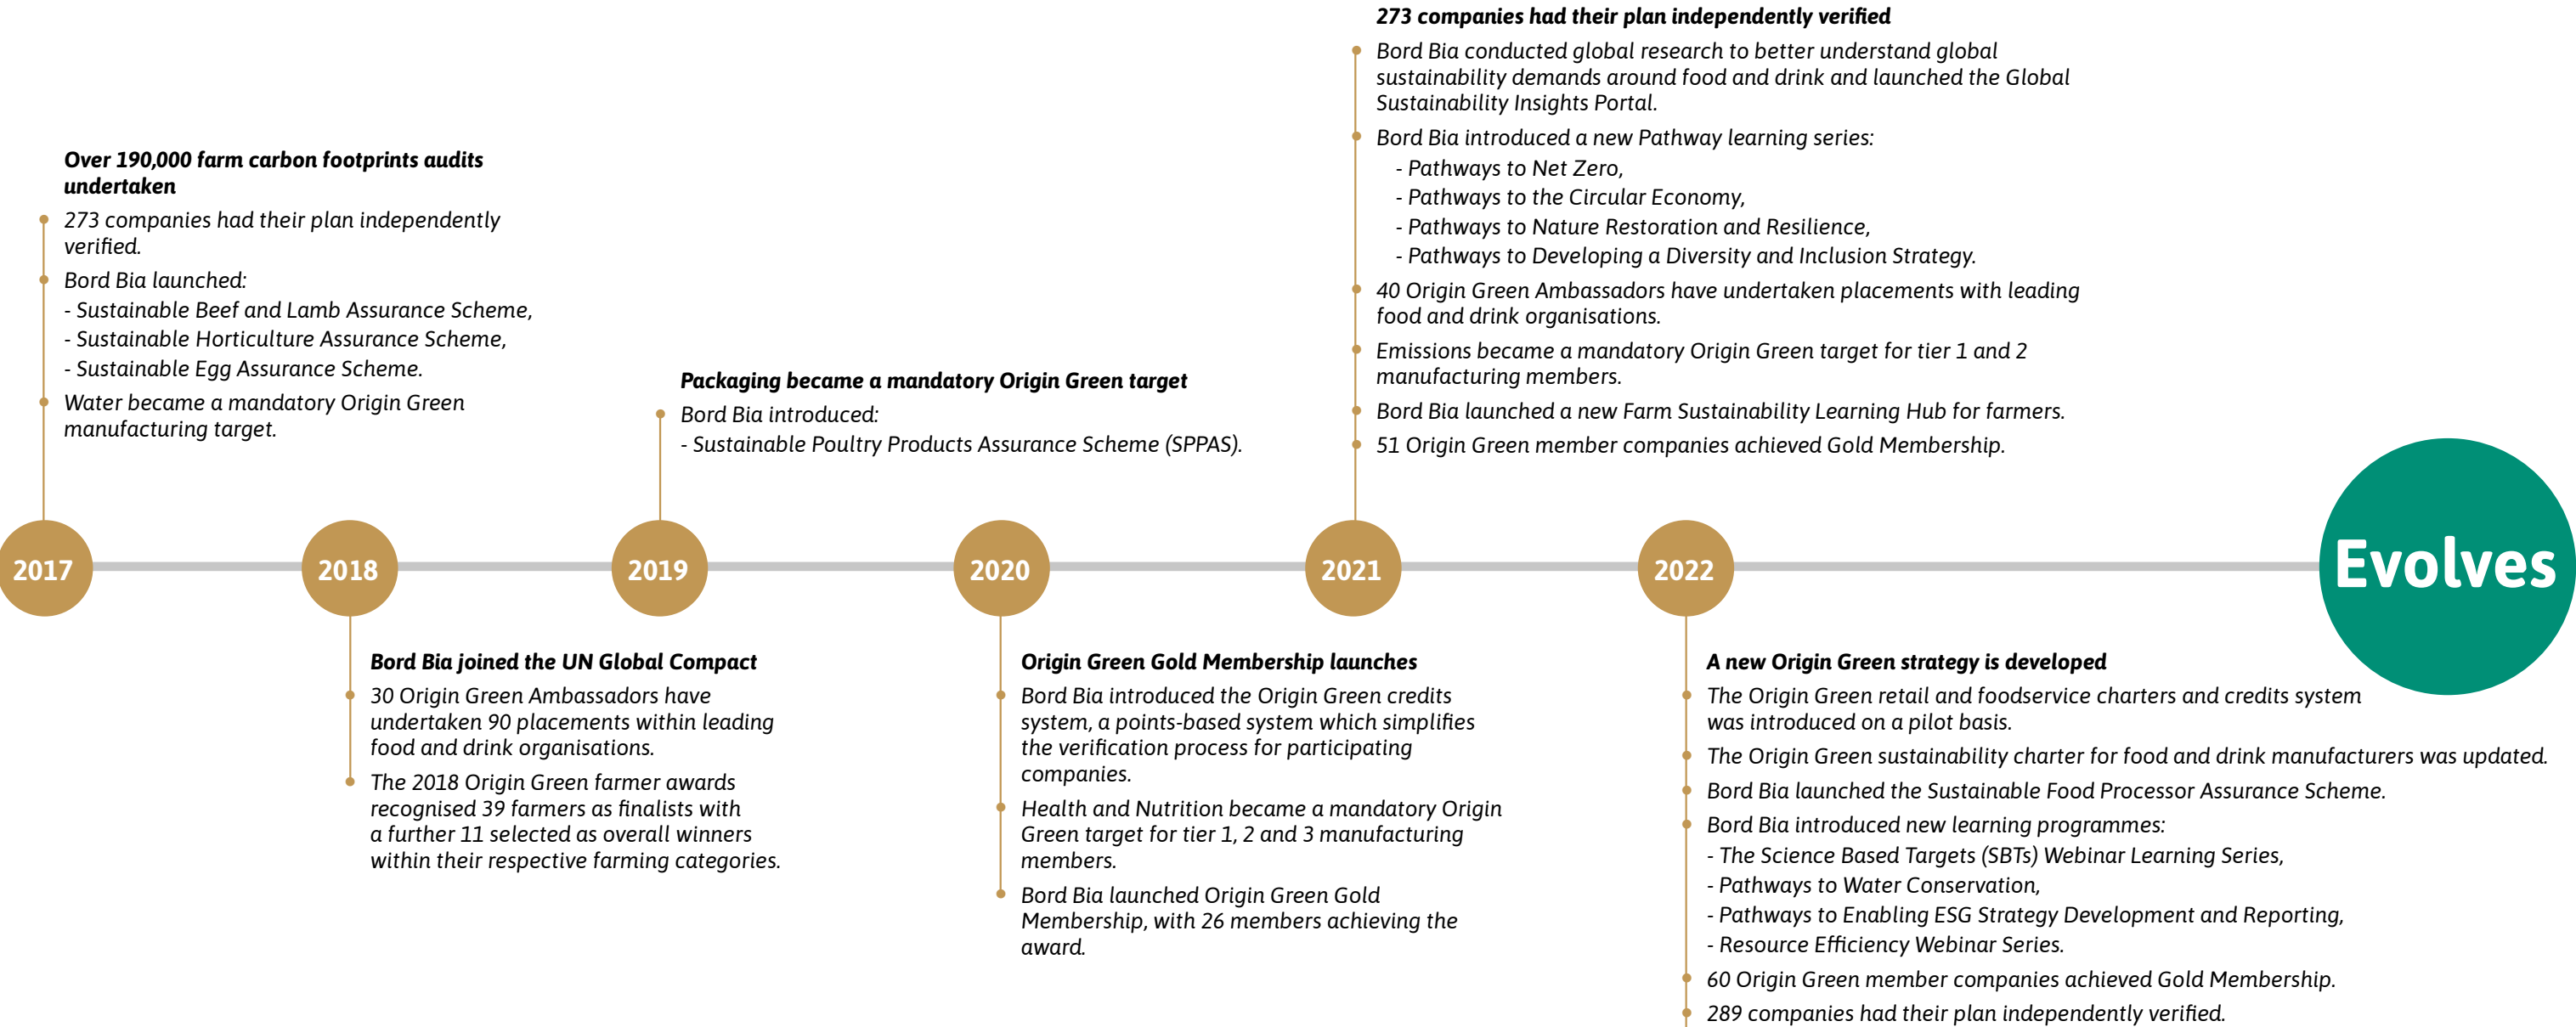 273 companies had their plan independently verified
Bord Bia conducted global research to better understand global
sustainability demands around food and drink and launched the Global
Sustainability Insights Portal.
Bord Bia introduced a new Pathway learning series:
- Pathways to Net Zero,
- Pathways to the Circular Economy,
- Pathways to Nature Restoration and Resilience,
- Pathways to Developing a Diversity and Inclusion Strategy.
40 Origin Green Ambassadors have undertaken placements with leading
food and drink organisations.
Emissions became a mandatory Origin Green target for tier 1 and 2
manufacturing members.
Bord Bia launched a new Farm Sustainability Learning Hub for farmers.
51 Origin Green member companies achieved Gold Membership.
Over 190,000 farm carbon footprints audits
undertaken
273 companies had their plan independently
verified.
Bord Bia launched:
- Sustainable Beef and Lamb Assurance Scheme,
- Sustainable Horticulture Assurance Scheme,
- Sustainable Egg Assurance Scheme.
Water became a mandatory Origin Green
manufacturing target.
Packaging became a mandatory Origin Green target
Bord Bia introduced:
- Sustainable Poultry Products Assurance Scheme (SPPAS).
2017
2018
2019
2020
2021
2022
Evolves
Bord Bia joined the UN Global Compact
30 Origin Green Ambassadors have
undertaken 90 placements within leading
food and drink organisations.
The 2018 Origin Green farmer awards
recognised 39 farmers as finalists with
a further 11 selected as overall winners
within their respective farming categories.
Origin Green Gold Membership launches
Bord Bia introduced the Origin Green credits
system, a points-based system which simplifies
the verification process for participating
companies.
Health and Nutrition became a mandatory Origin
Green target for tier 1, 2 and 3 manufacturing
members.
Bord Bia launched Origin Green Gold
Membership, with 26 members achieving the
award.
A new Origin Green strategy is developed
The Origin Green retail and foodservice charters and credits system
was introduced on a pilot basis.
The Origin Green sustainability charter for food and drink manufacturers was updated.
Bord Bia launched the Sustainable Food Processor Assurance Scheme.
Bord Bia introduced new learning programmes:
- The Science Based Targets (SBTs) Webinar Learning Series,
- Pathways to Water Conservation,
- Pathways to Enabling ESG Strategy Development and Reporting,
- Resource Efficiency Webinar Series.
60 Origin Green member companies achieved Gold Membership.
289 companies had their plan independently verified.